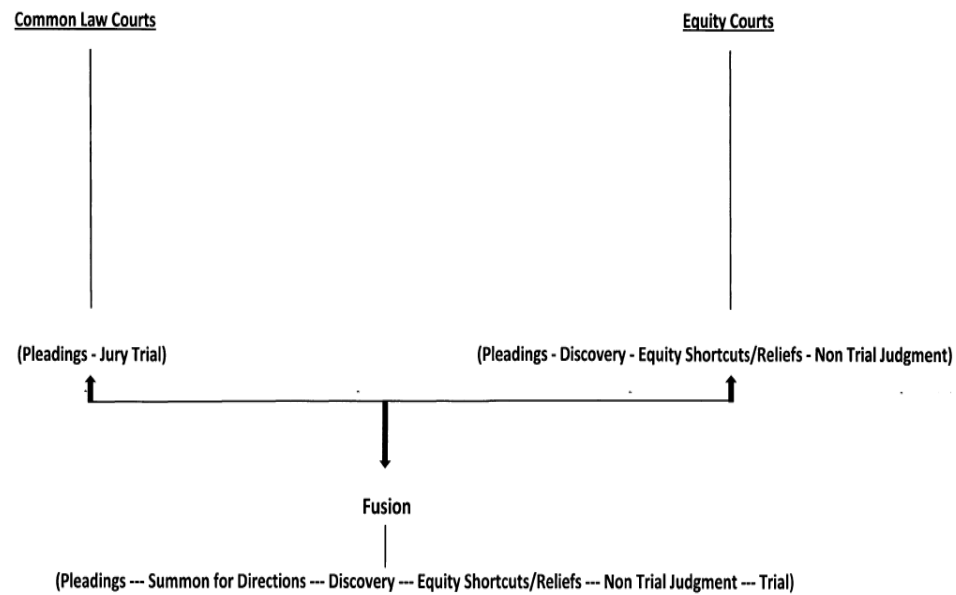 Common Law Courts
Equity Courts
(Pleadings - Jury Trial)
(Pleadings - Discovery - Equity Shortcuts/Reliefs - Non Trial Judgment)
Fusion
(Pleadings --- Summon for Directions --- Discovery --- Equity Shortcuts/Reliefs --- Non Trial Judgment --- Trial)